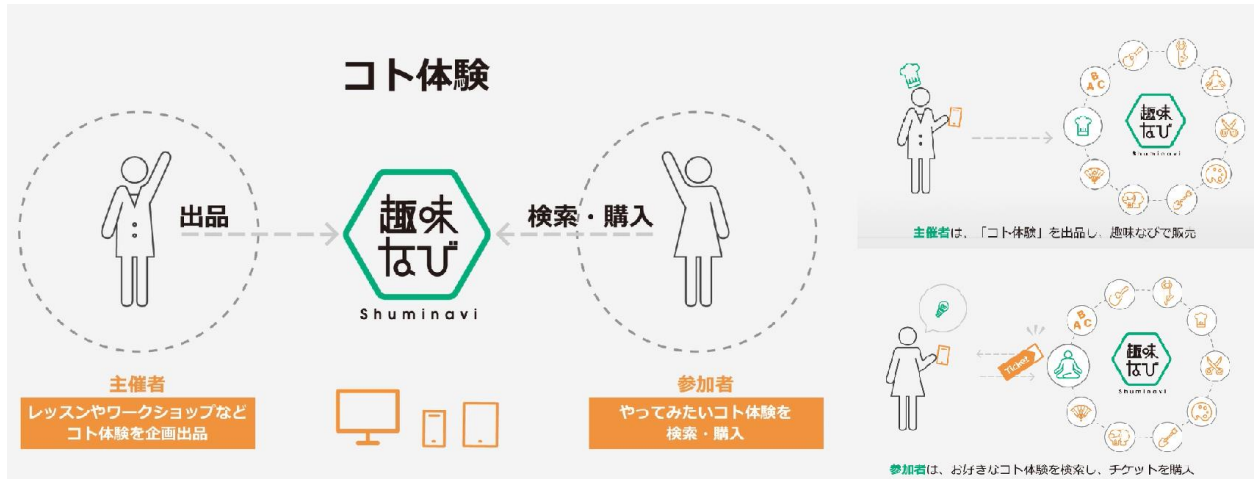 コト体験
出品
趣味
なび
Shuminavi
検索・購入
主催者
レッスンやワークショップなど
コト体験を企画出品
参加者
やってみたいコト体験を
検索・購入
B
A C
趣味
なび
Shuminavi
主催者は、「コト体験」を出品し、趣味なびで販売
B
A C
Ticket
趣味
なび
Shuminavi
参加者は、お好きなコト体験を検索し、チケットを購入